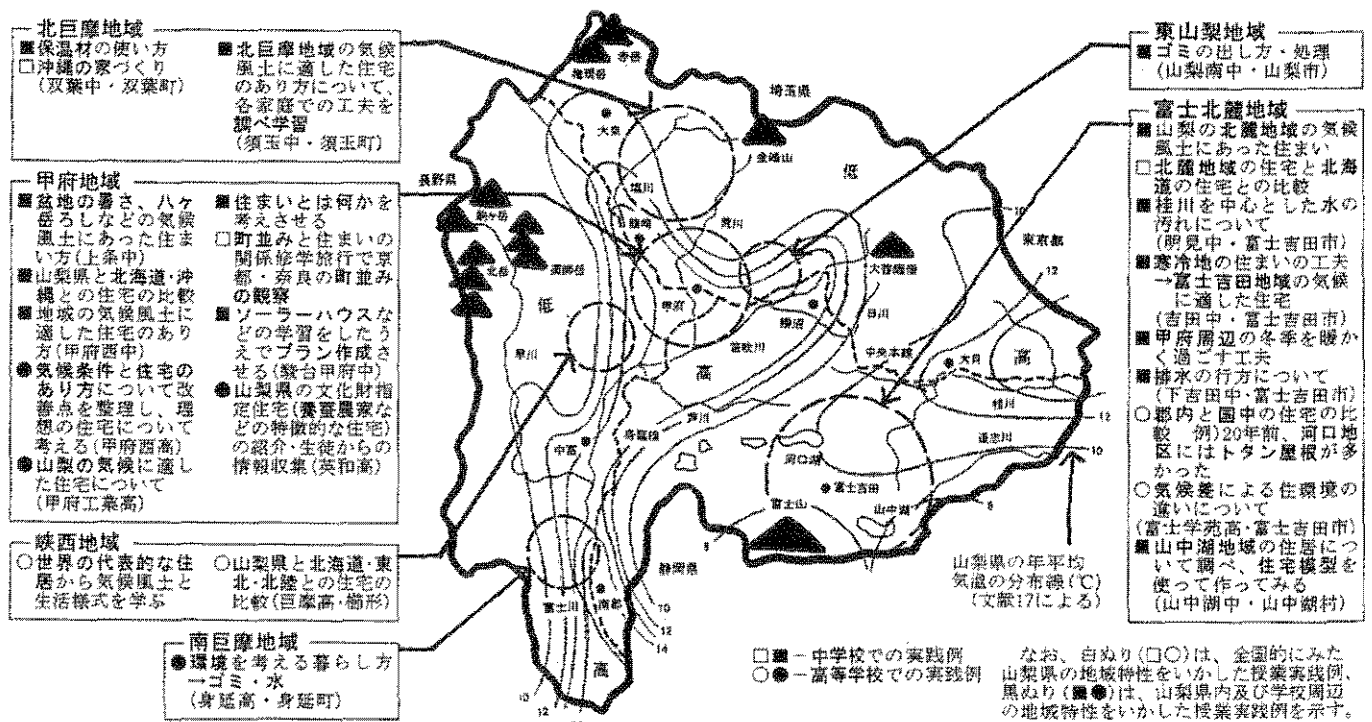 北巨摩地域
■保温材の使い方
□沖縄の家づくり
(双葉中・双葉町)
■北巨摩地域の気候
風土に適した住宅
のあり方について、
各家庭での工夫を
調べ学習
(須玉中・須玉町)
甲府地域
■盆地の暑さ、八ヶ
岳おろしなどの気候
風土にあった住ま
い方(上条中)
■山梨県と北海道・沖
縄との住宅の比較
■地域の気候風土に
適した住宅のあり
方(甲府西中)
●気候条件と住宅の
あり方について改
善点を整理し、理
想の住宅について
考える(甲府西高)
●山梨の気候に適し
た住宅について
(甲府工業高)
■住まいとは何かを
考えさせる
□町並みと住まいの
関係修学旅行で京
都・奈良の町並み
の観察
■ソーラーハウスな
どの学習をしたう
えでプラン作成さ
せる(駿台甲府中)
●山梨県の文化財指
定住宅(養蚕農家な
どの特徴的な住宅)
の紹介・生徒からの
情報収集(英和高)
峡西地域
○世界の代表的な住
居から気候風土と
生活様式を学ぶ
○山梨県と北海道・東
北・北陸との住宅の
比較(巨摩高・櫛形)
南巨摩地域
●環境を考える暮らし方
→ゴミ・水
(身延高・身延町)
東山梨地域
■ゴミの出し方・処理
(山梨南中・山梨市)
富士北麓地域
■山梨の北麓地域の気候
風土にあった住まい
□北麓地域の住宅と北海
道の住宅との比較
■桂川を中心とした水の
汚れについて
(明見中・富士吉田市)
■寒冷地の住まいの工夫
→富士吉田地域の気候
に適した住宅
(吉田中・富士吉田市)
■甲府周辺の冬季を暖か
く過ごす工夫
■排水の行方について
(下吉田中・富士吉田市)
○郡内と国中の住宅の比
較 例)20年前、河口地
区にはトタン屋根が多
かった
○気候差による住環境の
違いについて
(富士学苑高・富士吉田市)
■山中湖地域の住居につ
いて調べ、住宅模型を
使って作ってみる
(山中湖中・山中湖村)
埼玉県
大泉
金峰山
低
長野県
塩川
駒ヶ岳
韮崎
荒川
10
東京都
北岳
大菩薩嶺
12
低
甲府
勝沼
日川
早川
笛吹川
中央本線
大月
高
高
芦川
桂川
12
身延線
道志川
中富
河口湖
10
富士吉田
富士山
山中湖
8
8
静岡県
富士川
南部
10
12
14
高
10
12
山梨県の年平均
気温の分布線(℃)
(文献17による)
□■ー中学校での実践例
○●ー高等学校での実践例
なお、白ぬり(□○)は、全国的にみた
山梨県の地域特性をいかした授業実践例、
黒ぬり(■●)は、山梨県内及び学校周辺
の地域特性をいかした授業実践例を示す。